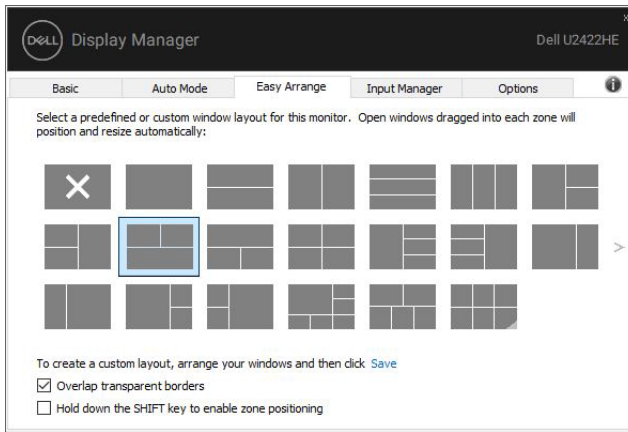 DELL Display Manager
Dell U2422HE
Basic
Auto Mode
Easy Arrange
Input Manager
Options
Select a predefined or custom window layout for this monitor. Open windows dragged into each zone will
position and resize automatically:
To create a custom layout, arrange your windows and then click Save
Overlap transparent borders
Hold down the SHIFT key to enable zone positioning